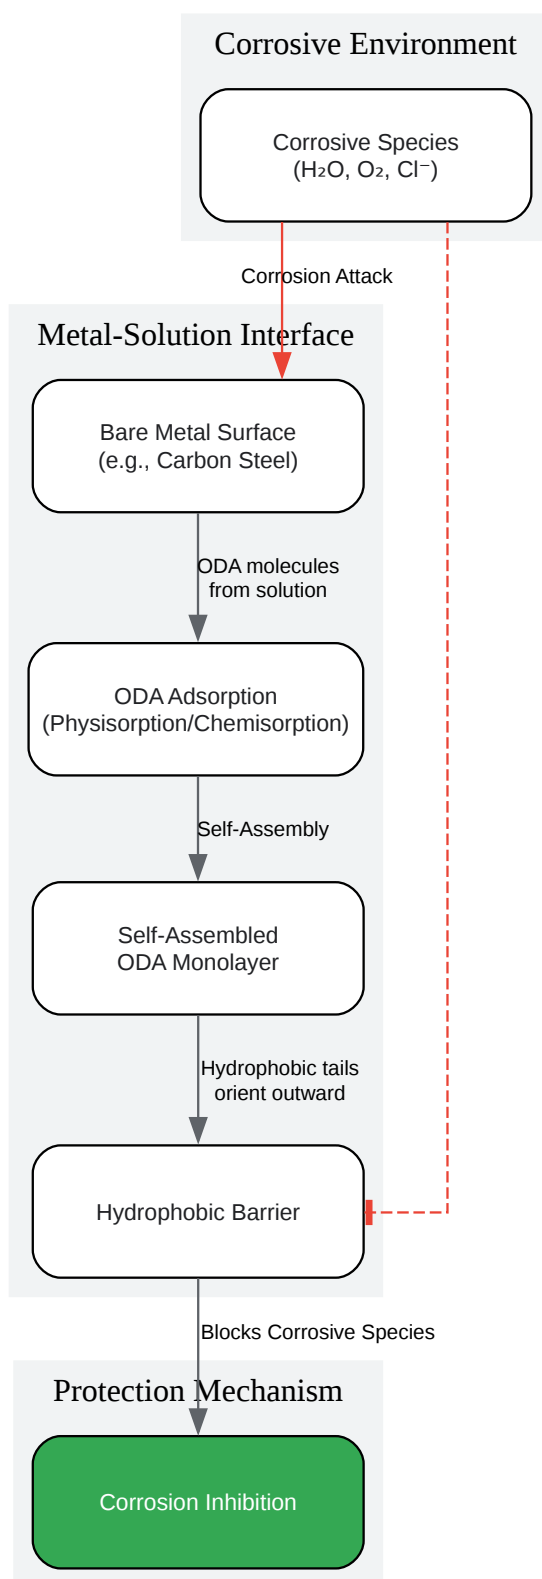 Corrosive Environment
Corrosive Species
(H₂O, O₂, Cl⁻)
Corrosion Attack
Metal-Solution Interface
Bare Metal Surface
(e.g., Carbon Steel)
ODA molecules
from solution
ODA Adsorption
(Physisorption/Chemisorption)
Self-Assembly
Self-Assembled
ODA Monolayer
Hydrophobic tails
orient outward
Hydrophobic Barrier
Blocks Corrosive Species
Protection Mechanism
Corrosion Inhibition